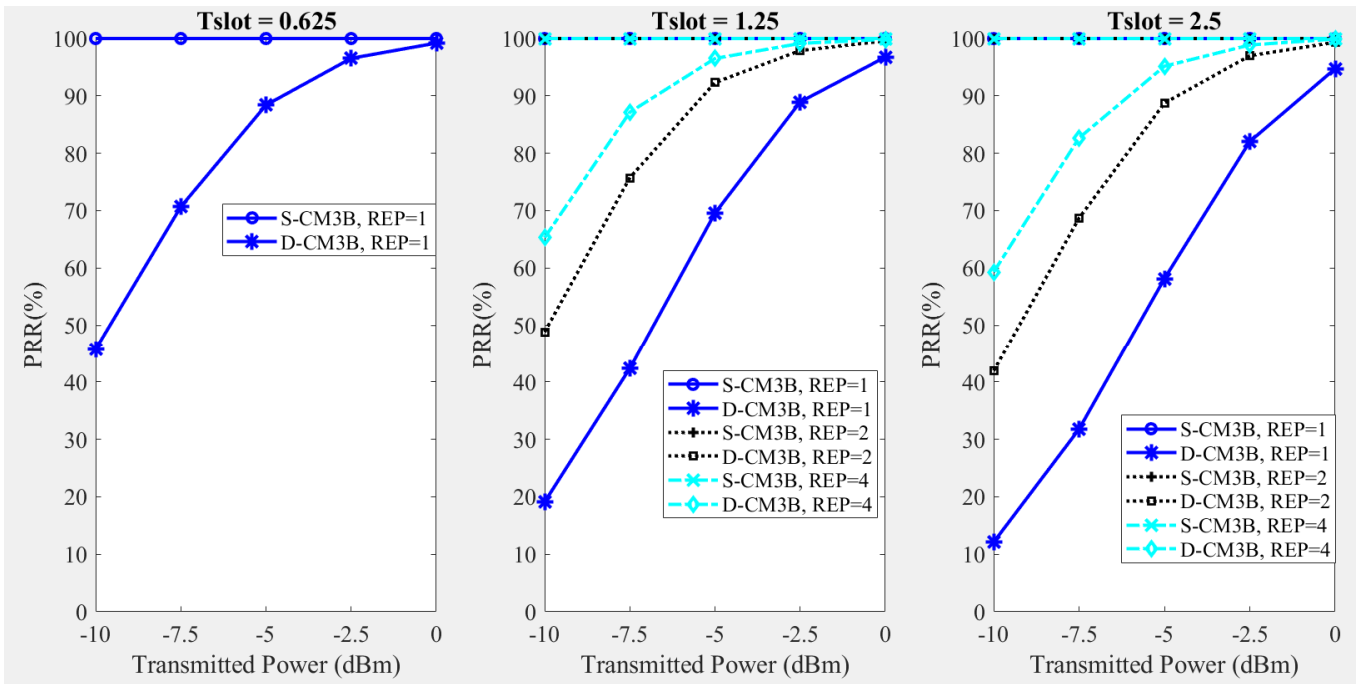 Tslot = 0.625
100
90
80
70
60
50
40
30
20
10
0
PRR(%)
S-CM3B, REP=1
D-CM3B, REP=1
-10 -7.5 -5 -2.5 0
Transmitted Power (dBm)
Tslot = 1.25
100
90
80
70
60
50
40
30
20
10
0
PRR(%)
S-CM3B, REP=1
D-CM3B, REP=1
S-CM3B, REP=2
D-CM3B, REP=2
S-CM3B, REP=4
D-CM3B, REP=4
-10 -7.5 -5 -2.5 0
Transmitted Power (dBm)
Tslot = 2.5
100
90
80
70
60
50
40
30
20
10
0
PRR(%)
S-CM3B, REP=1
D-CM3B, REP=1
S-CM3B, REP=2
D-CM3B, REP=2
S-CM3B, REP=4
D-CM3B, REP=4
-10 -7.5 -5 -2.5 0
Transmitted Power (dBm)